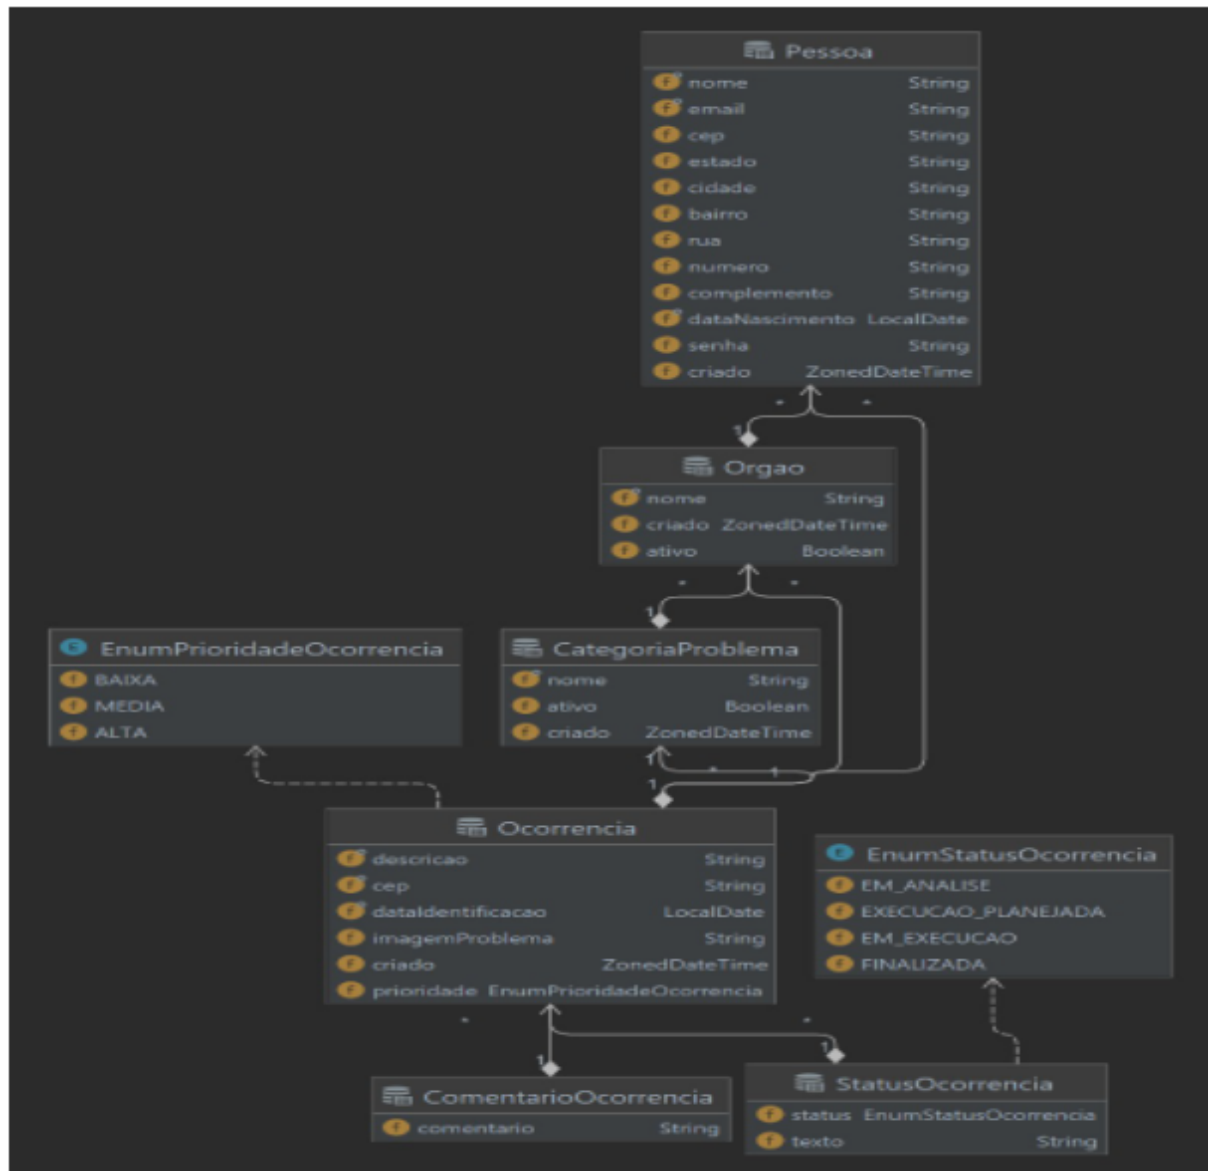 Pessoa
nome String
email String
cep String
estado String
cidade String
bairro String
rua String
numero String
complemento String
dataNascimento LocalDate
senha String
criado ZonedDateTime
* *
1
Orgao
nome String
criado ZonedDateTime
ativo Boolean
* *
1
EnumPrioridadeOcorrencia
BAIXA
MEDIA
ALTA
CategoriaProblema
nome String
ativo Boolean
criado ZonedDateTime
1 * 1
1
Ocorrencia
descricao String
cep String
dataIdentificacao LocalDate
imagemProblema String
criado ZonedDateTime
prioridade EnumPrioridadeOcorrencia
EnumStatusOcorrencia
EM_ANALISE
EXECUCAO_PLANEJADA
EM_EXECUCAO
FINALIZADA
* *
1 1
ComentarioOcorrencia
comentario String
StatusOcorrencia
status EnumStatusOcorrencia
texto String